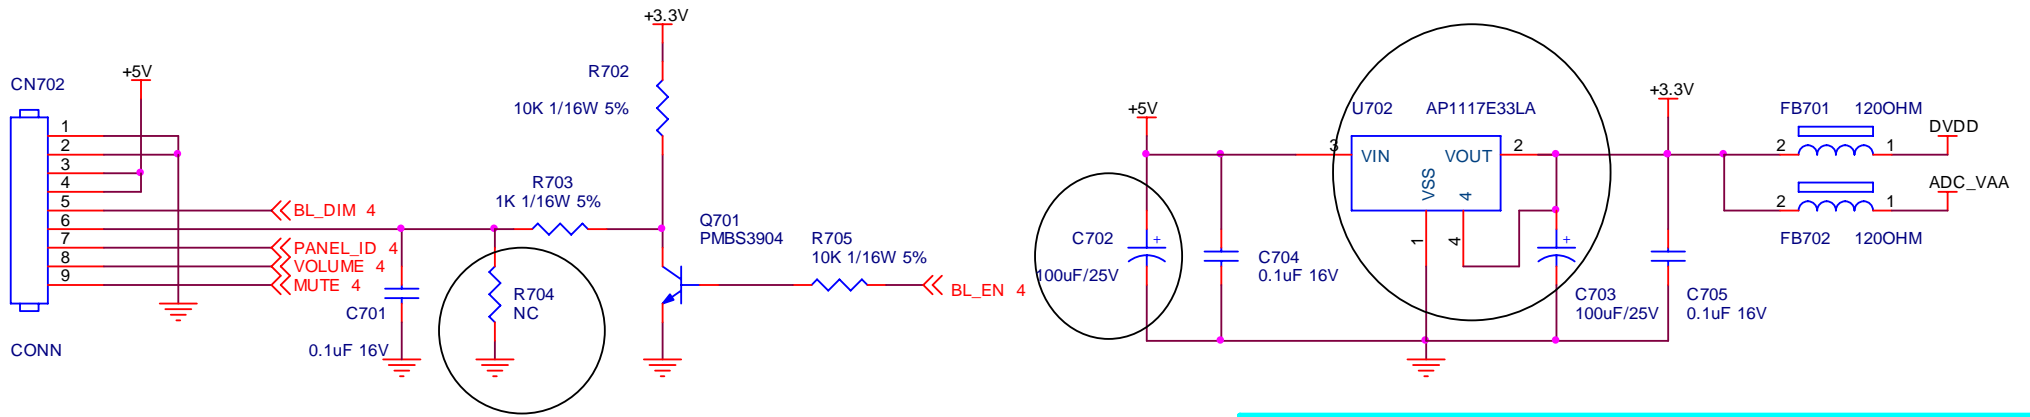 CN702
+5V
1
2
3
4
5
6
7
8
9
CONN
BL_DIM 4
PANEL_ID 4
VOLUME 4
MUTE 4
C701
0.1uF 16V
R704
NC
R703
1K 1/16W 5%
+3.3V
R702
10K 1/16W 5%
Q701
PMBS3904
R705
10K 1/16W 5%
BL_EN 4
+5V
C702
100uF/25V
C704
0.1uF 16V
U702 AP1117E33LA
3
VIN
VOUT
2
VSS
4
1
4
C703
100uF/25V
+3.3V
C705
0.1uF 16V
FB701 120OHM
2
1
DVDD
2
1
ADC_VAA
FB702 120OHM